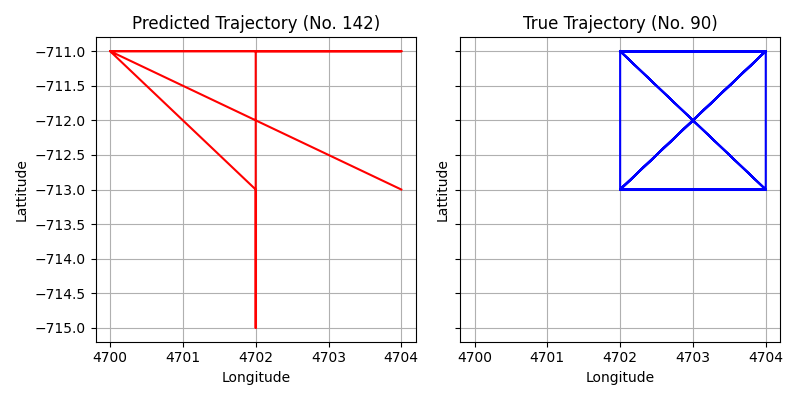 Predicted Trajectory (No. 142)
True Trajectory (No. 90)
−711.0
−711.5
−712.0
−712.5
−713.0
−713.5
−714.0
−714.5
−715.0
Lattitude
Lattitude
4700 4701 4702 4703 4704
4700 4701 4702 4703 4704
Longitude
Longitude